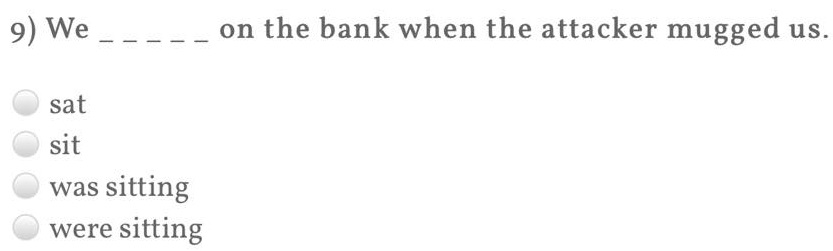 9) We _ _ _ _ _ on the bank when the attacker mugged us.
sat
sit
was sitting
were sitting